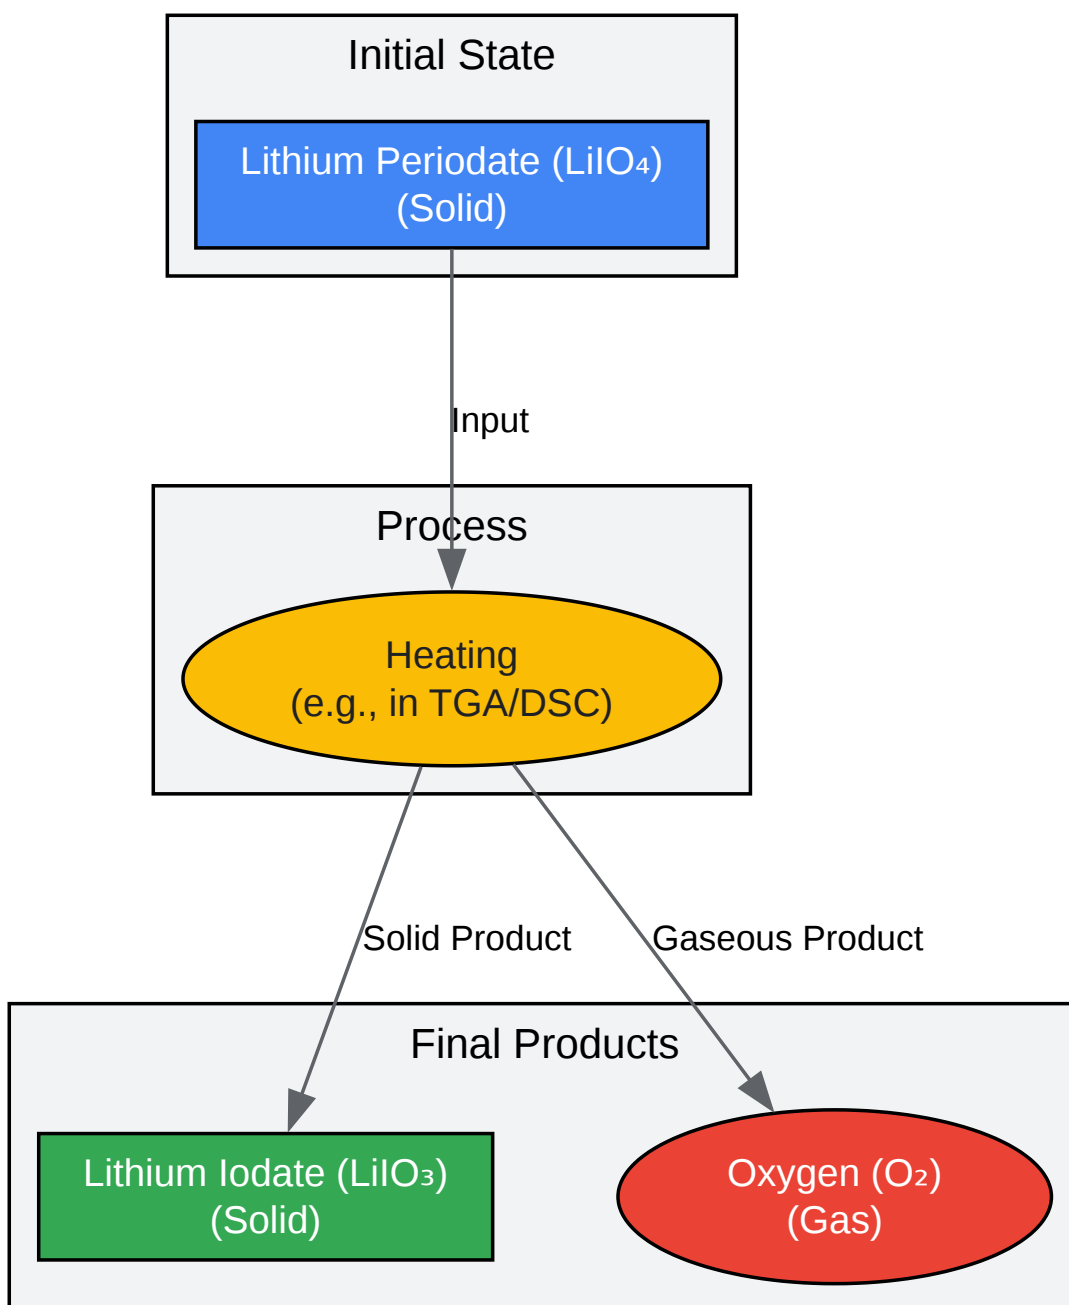 Initial State
Lithium Periodate (LiIO₄)
(Solid)
Input
Process
Heating
(e.g., in TGA/DSC)
Solid Product
Gaseous Product
Final Products
Lithium Iodate (LiIO₃)
(Solid)
Oxygen (O₂)
(Gas)